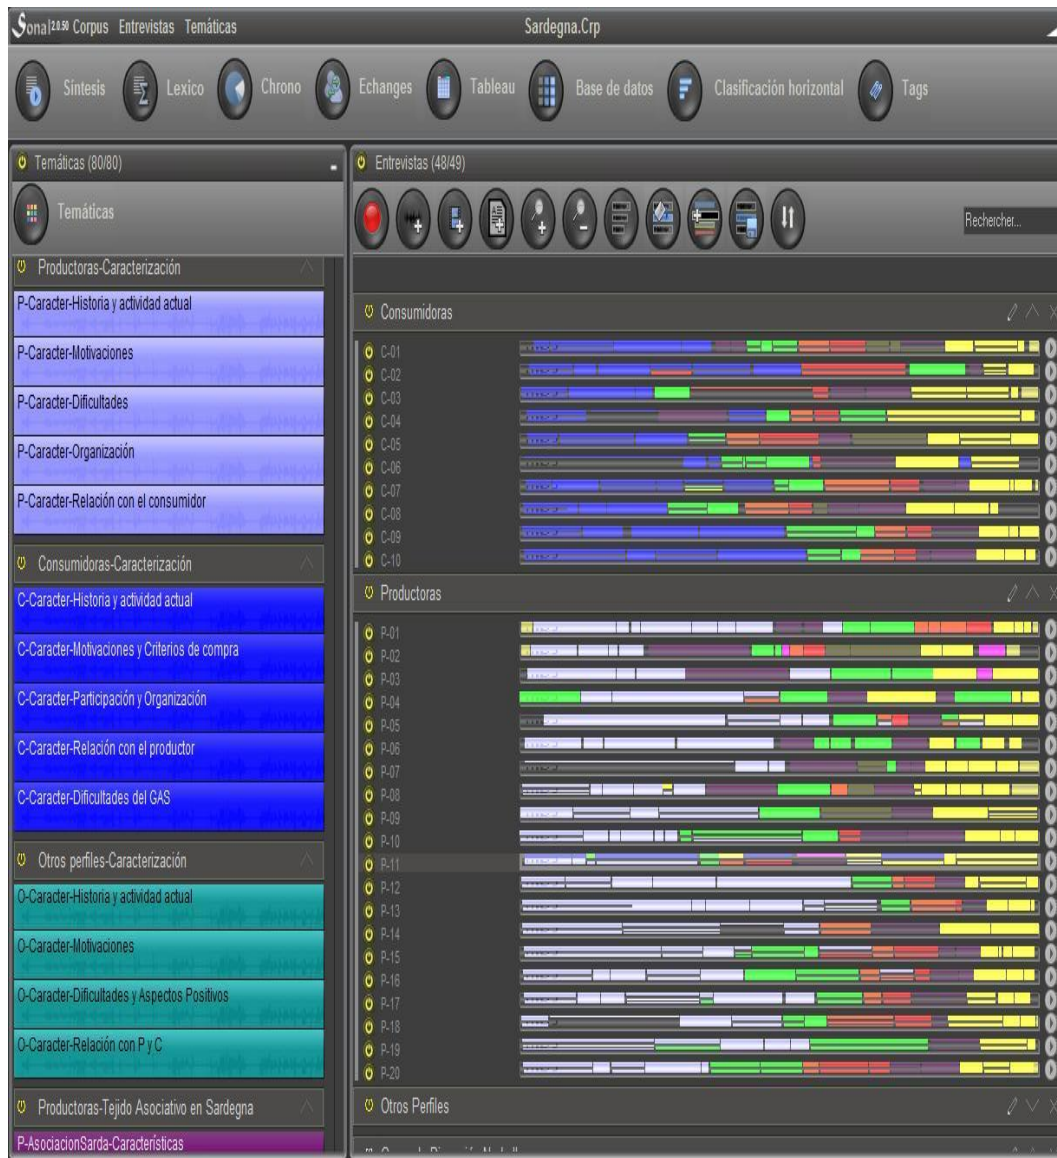 Sonal 2.0.50 Corpus Entrevistas Temáticas Sardegna.Crp
Síntesis Lexico Chrono Echanges Tableau Base de datos Clasificación horizontal Tags
Temáticas (80/80)
Temáticas
Productoras-Caracterización
P-Caracter-Historia y actividad actual
P-Caracter-Motivaciones
P-Caracter-Dificultades
P-Caracter-Organización
P-Caracter-Relación con el consumidor
Consumidoras-Caracterización
C-Caracter-Historia y actividad actual
C-Caracter-Motivaciones y Criterios de compra
C-Caracter-Participación y Organización
C-Caracter-Relación con el productor
C-Caracter-Dificultades del GAS
Otros perfiles-Caracterización
O-Caracter-Historia y actividad actual
O-Caracter-Motivaciones
O-Caracter-Dificultades y Aspectos Positivos
O-Caracter-Relación con P y C
Productoras-Tejido Asociativo en Sardegna
P-AsociacionSarda-Características
Entrevistas (48/49)
Rechercher...
Consumidoras
C-01
C-02
C-03
C-04
C-05
C-06
C-07
C-08
C-09
C-10
Productoras
P-01
P-02
P-03
P-04
P-05
P-06
P-07
P-08
P-09
P-10
P-11
P-12
P-13
P-14
P-15
P-16
P-17
P-18
P-19
P-20
Otros Perfiles